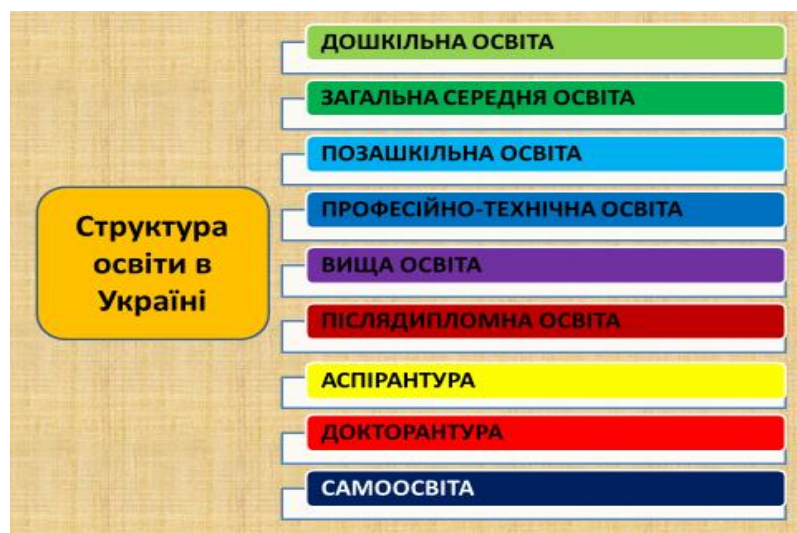 ДОШКІЛЬНА ОСВІТА
ЗАГАЛЬНА СЕРЕДНЯ ОСВІТА
ПОЗАШКІЛЬНА ОСВІТА
ПРОФЕСІЙНО-ТЕХНІЧНА ОСВІТА
Структура
освіти в
Україні
ВИЩА ОСВІТА
ПІСЛЯДИПЛОМНА ОСВІТА
АСПІРАНТУРА
ДОКТОРАНТУРА
САМООСВІТА